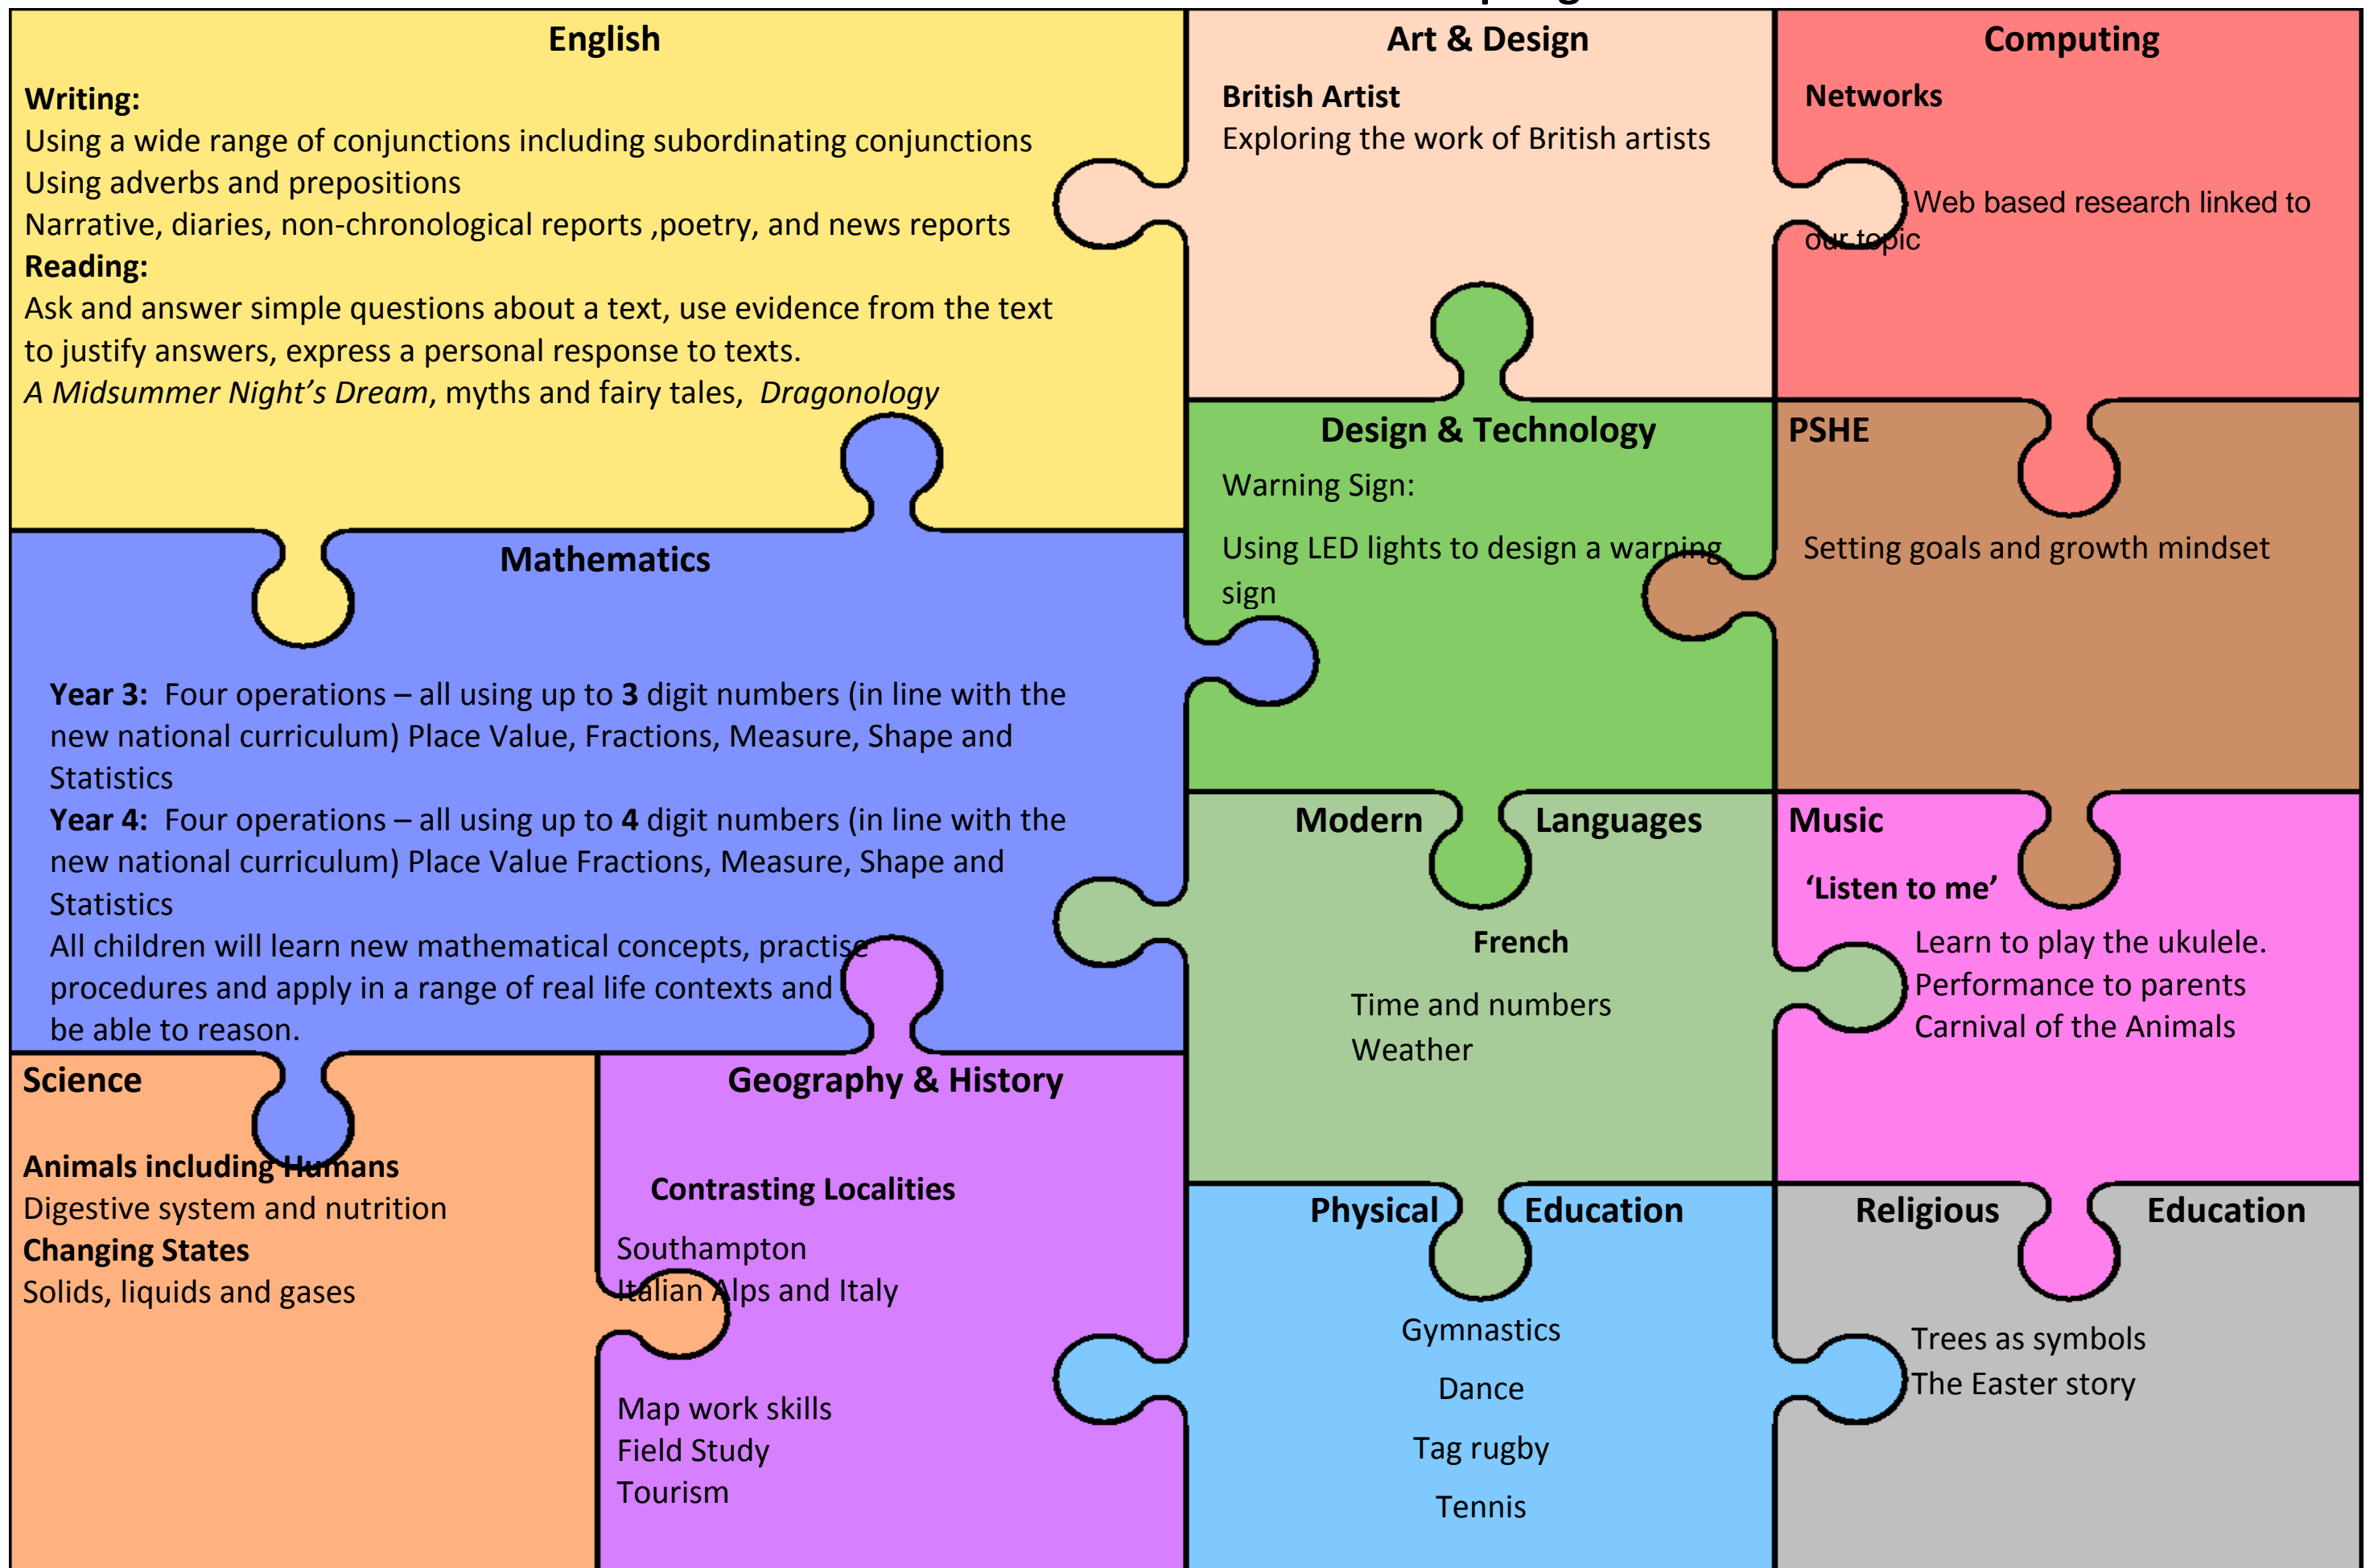 English
Writing:
Using a wide range of conjunctions including subordinating conjunctions
Using adverbs and prepositions
Narrative, diaries, non-chronological reports ,poetry, and news reports
Reading:
Ask and answer simple questions about a text, use evidence from the text
to justify answers, express a personal response to texts.
A Midsummer Night’s Dream, myths and fairy tales,  Dragonology
Art & Design
British Artist
Exploring the work of British artists
Computing
Networks
Web based research linked to
our topic
Mathematics
Year 3:  Four operations – all using up to 3 digit numbers (in line with the
new national curriculum) Place Value, Fractions, Measure, Shape and
Statistics
Year 4:  Four operations – all using up to 4 digit numbers (in line with the
new national curriculum) Place Value Fractions, Measure, Shape and
Statistics
All children will learn new mathematical concepts, practise
procedures and apply in a range of real life contexts and
be able to reason.
Design & Technology
Warning Sign:
Using LED lights to design a warning
sign
PSHE
Setting goals and growth mindset
Modern Languages
French
Time and numbers
Weather
Music
‘Listen to me’
Learn to play the ukulele.
Performance to parents
Carnival of the Animals
Science
Animals including Humans
Digestive system and nutrition
Changing States
Solids, liquids and gases
Geography & History
Contrasting Localities
Southampton
Italian Alps and Italy
Map work skills
Field Study
Tourism
Physical Education
Gymnastics
Dance
Tag rugby
Tennis
Religious Education
Trees as symbols
The Easter story